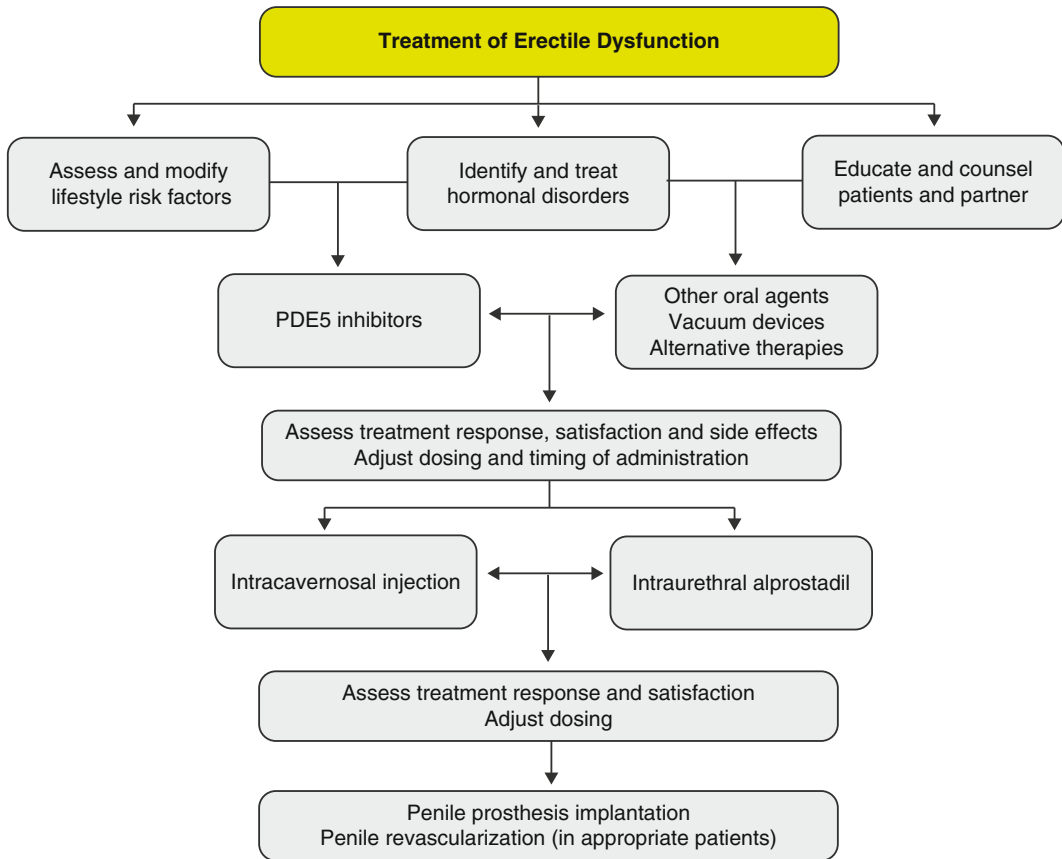 Treatment of Erectile Dysfunction
Assess and modify
lifestyle risk factors
Identify and treat
hormonal disorders
Educate and counsel
patients and partner
PDE5 inhibitors
Other oral agents
Vacuum devices
Alternative therapies
Assess treatment response, satisfaction and side effects
Adjust dosing and timing of administration
Intracavernosal injection
Intraurethral alprostadil
Assess treatment response and satisfaction
Adjust dosing
Penile prosthesis implantation
Penile revascularization (in appropriate patients)